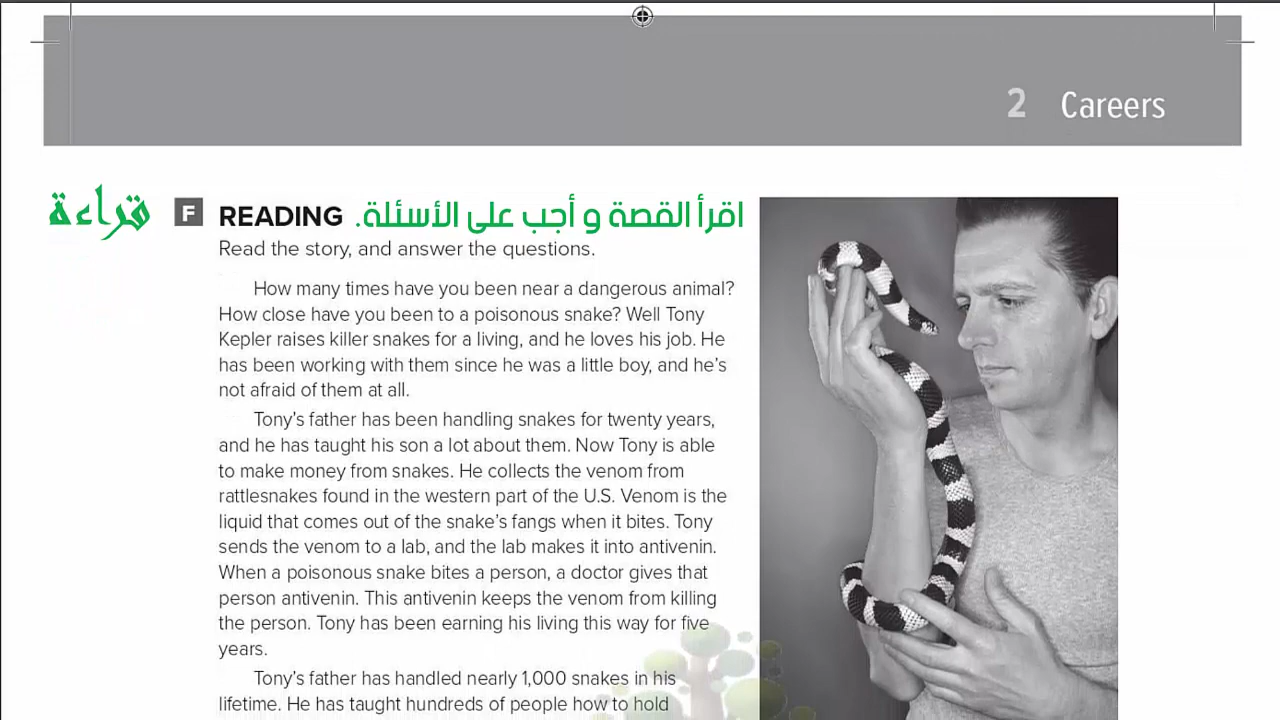 2 Careers
قراءة
F READING اقرأ القصة و أجب على الأسئلة.
Read the story, and answer the questions.
How many times have you been near a dangerous animal?
How close have you been to a poisonous snake? Well Tony
Kepler raises killer snakes for a living, and he loves his job. He
has been working with them since he was a little boy, and he's
not afraid of them at all.
Tony's father has been handling snakes for twenty years,
and he has taught his son a lot about them. Now Tony is able
to make money from snakes. He collects the venom from
rattlesnakes found in the western part of the U.S. Venom is the
liquid that comes out of the snake's fangs when it bites. Tony
sends the venom to a lab, and the lab makes it into antivenin.
When a poisonous snake bites a person, a doctor gives that
person antivenin. This antivenin keeps the venom from killing
the person. Tony has been earning his living this way for five
years.
Tony's father has handled nearly 1,000 snakes in his
lifetime. He has taught hundreds of people how to hold